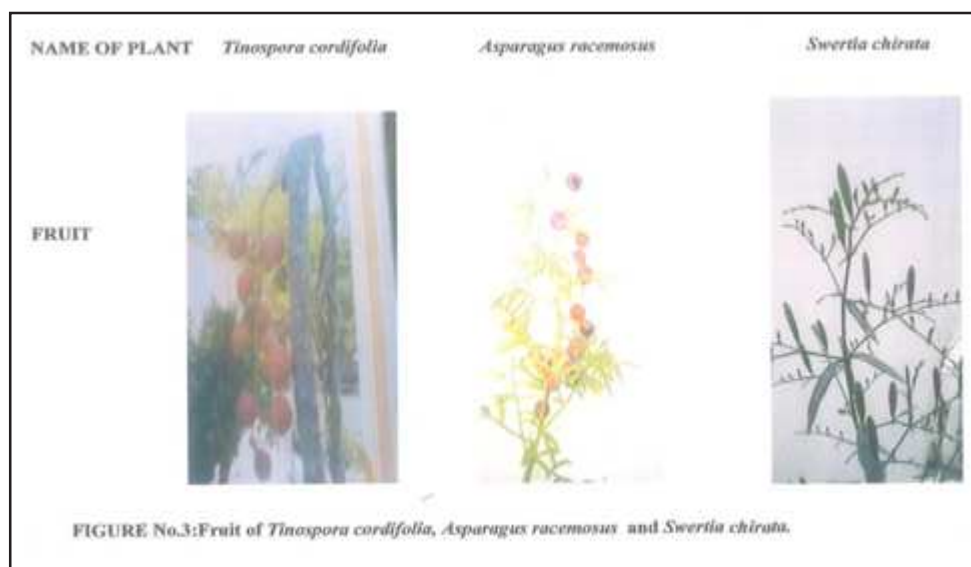 NAME OF PLANT Tinospora cordifolia Asparagus racemosus Swertia chirata
FRUIT
FIGURE No.3:Fruit of Tinospora cordifolia, Asparagus racemosus and Swertia chirata.